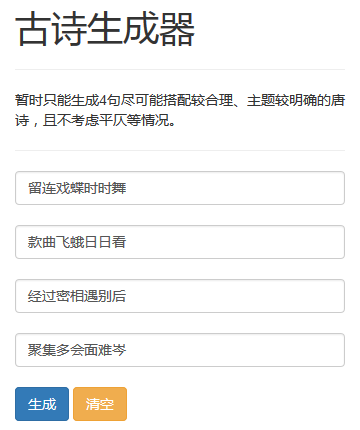 古诗生成器
暂时只能生成4句尽可能搭配较合理、主题较明确的唐
诗，且不考虑平仄等情况。
留连戏蝶时时舞
款曲飞蛾日日看
经过密相遇别后
聚集多会面难岑
生成 清空